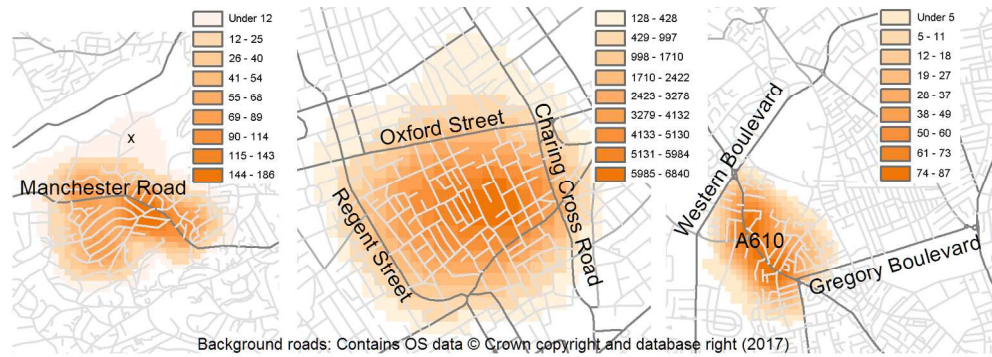 Under 12
12 - 25
26 - 40
41 - 54
55 - 68
69 - 89
90 - 114
115 - 143
144 - 186
x
Manchester Road
128 - 428
429 - 997
998 - 1710
1710 - 2422
2423 - 3278
3279 - 4132
4133 - 5130
5131 - 5984
5985 - 6840
Oxford Street
Charing Cross Road
Regent Street
Under 5
5 - 11
12 - 18
19 - 27
28 - 37
38 - 49
50 - 60
61 - 73
74 - 87
Western Boulevard
A610
Gregory Boulevard
Background roads: Contains OS data © Crown copyright and database right (2017)